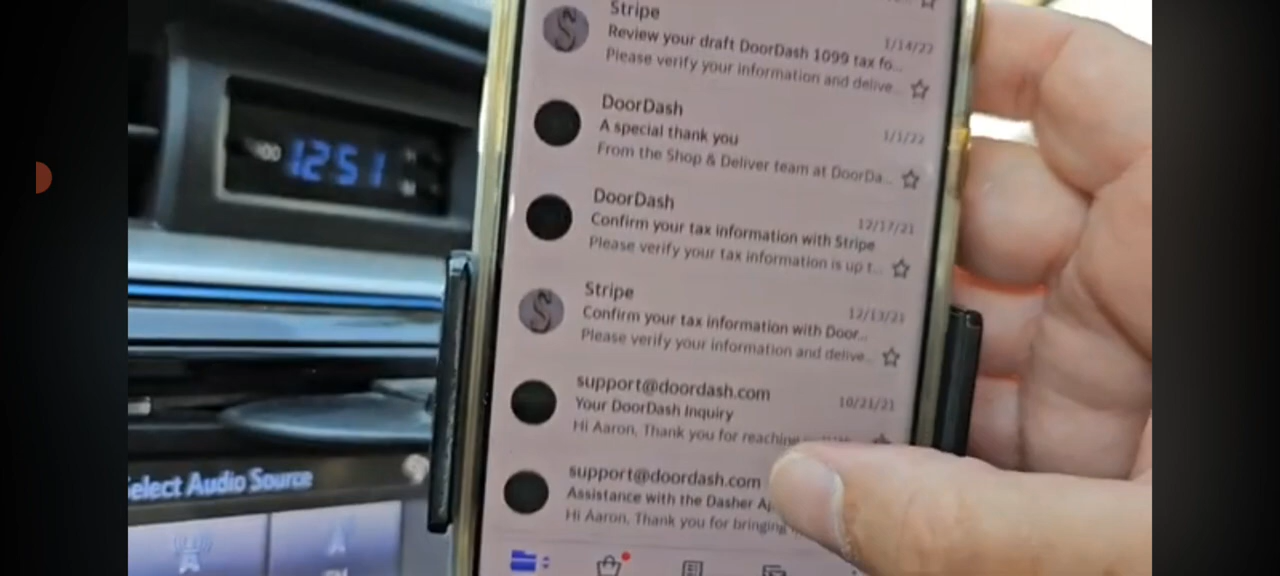 Stripe
1/14/22
Review your draft DoorDash 1099 tax fo...
Please verify your information and delive...
DoorDash
1/1/22
A special thank you
From the Shop & Deliver team at DoorDa...
DoorDash
12/17/21
Confirm your tax information with Stripe
Please verify your tax information is up t...
Stripe
12/13/21
Confirm your tax information with Door...
Please verify your information and delive...
support@doordash.com
10/21/21
Your DoorDash Inquiry
Hi Aaron, Thank you for reaching
support@doordash.com
Assistance with the Dasher Ap
Hi Aaron, Thank you for bringing
12:51
Select Audio Source